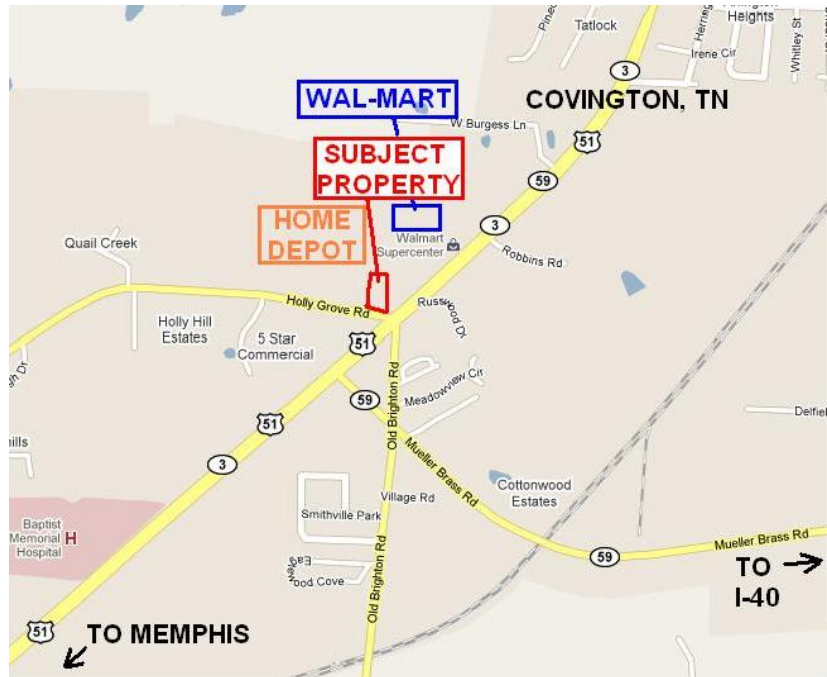 Tatlock
Heights
Irene Cir
Whitley St
3
WAL-MART
COVINGTON, TN
W Burgess Ln
51
SUBJECT
PROPERTY
59
HOME
DEPOT
3
Quail Creek
Walmart
Supercenter
Robbins Rd
Holly Grove Rd
Russwood Dr
Holly Hill
Estates
5 Star
Commercial
51
Old Brighton Rd
Meadowview Cir
59
51
Mueller Brass Rd
3
Cottonwood
Estates
Village Rd
Smithville Park
Baptist
Memorial
Hospital
H
Old Brighton Rd
Mueller Brass Rd
59
TO
I-40
51
TO MEMPHIS